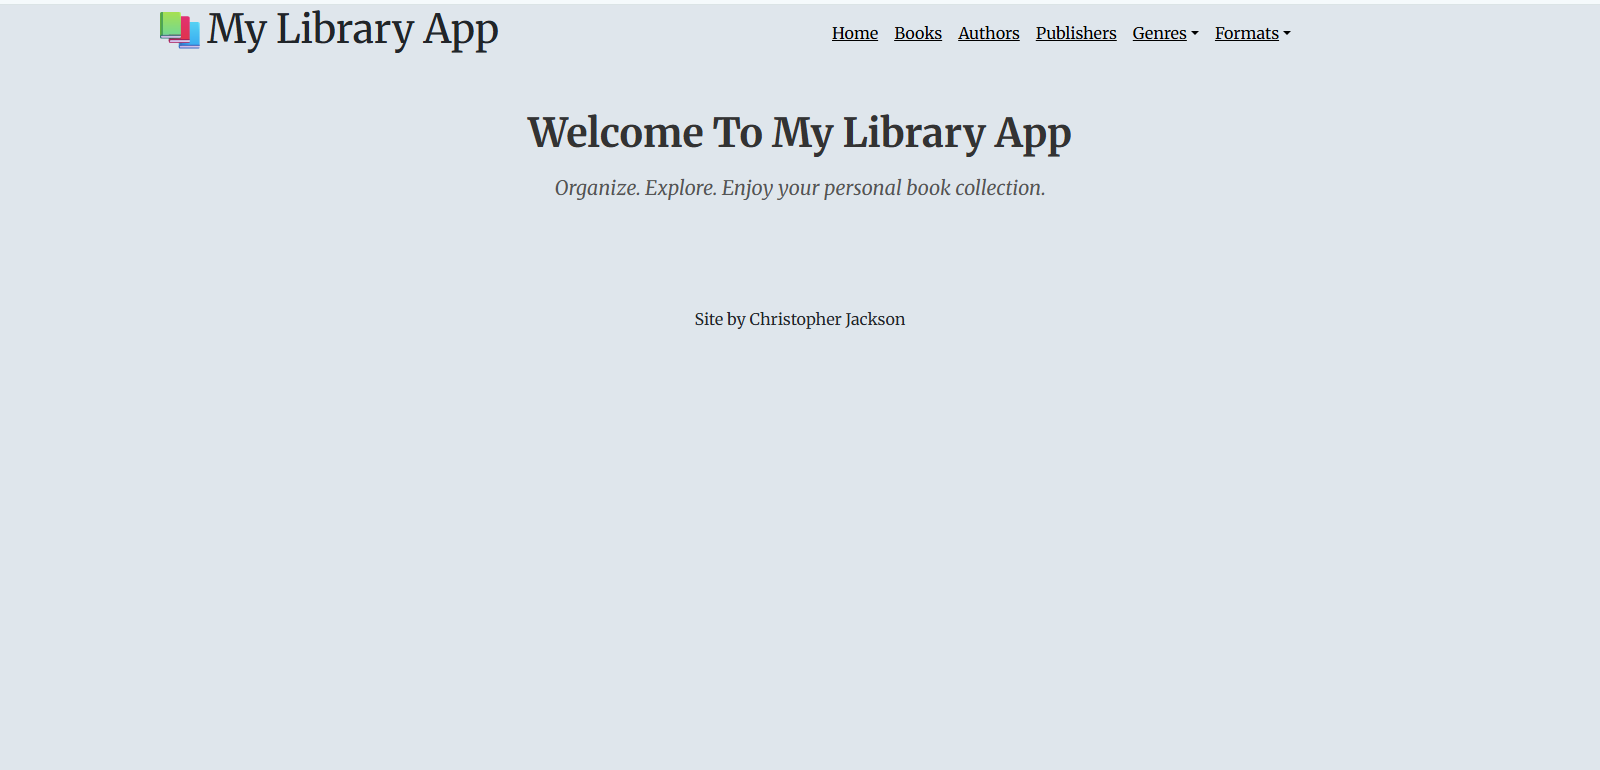 My Library App
Home Books Authors Publishers Genres Formats
Welcome To My Library App
Organize. Explore. Enjoy your personal book collection.
Site by Christopher Jackson